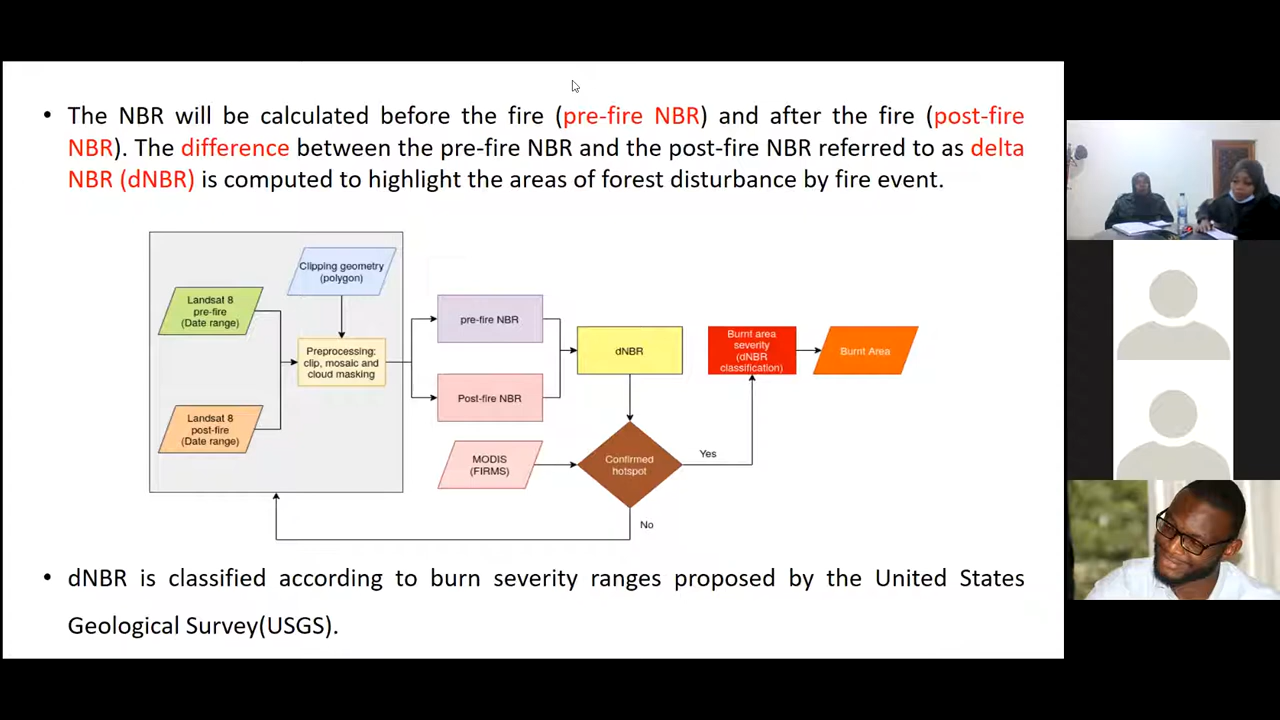 • The NBR will be calculated before the fire (pre-fire NBR) and after the fire (post-fire
NBR). The difference between the pre-fire NBR and the post-fire NBR referred to as delta
NBR (dNBR) is computed to highlight the areas of forest disturbance by fire event.
Clipping geometry
(polygon)
Landsat 8
pre-fire
(Date range)
Preprocessing:
clip, mosaic and
cloud masking
Landsat 8
post-fire
(Date range)
pre-fire NBR
Post-fire NBR
dNBR
Burnt area
severity
(dNBR
classification)
Burnt Area
MODIS
(FIRMS)
Confirmed
hotspot
Yes
No
• dNBR is classified according to burn severity ranges proposed by the United States
Geological Survey(USGS).